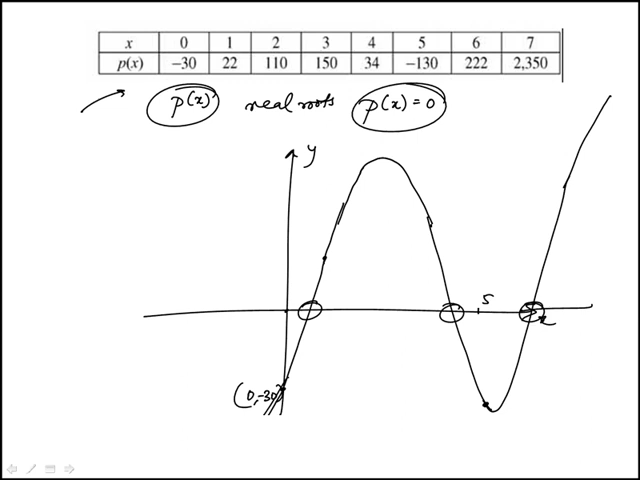 x 0 1 2 3 4 5 6 7
p(x) −30 22 110 150 34 −130 222 2,350
p(x) real roots p(x) = 0
y
5
x
(0,-30)